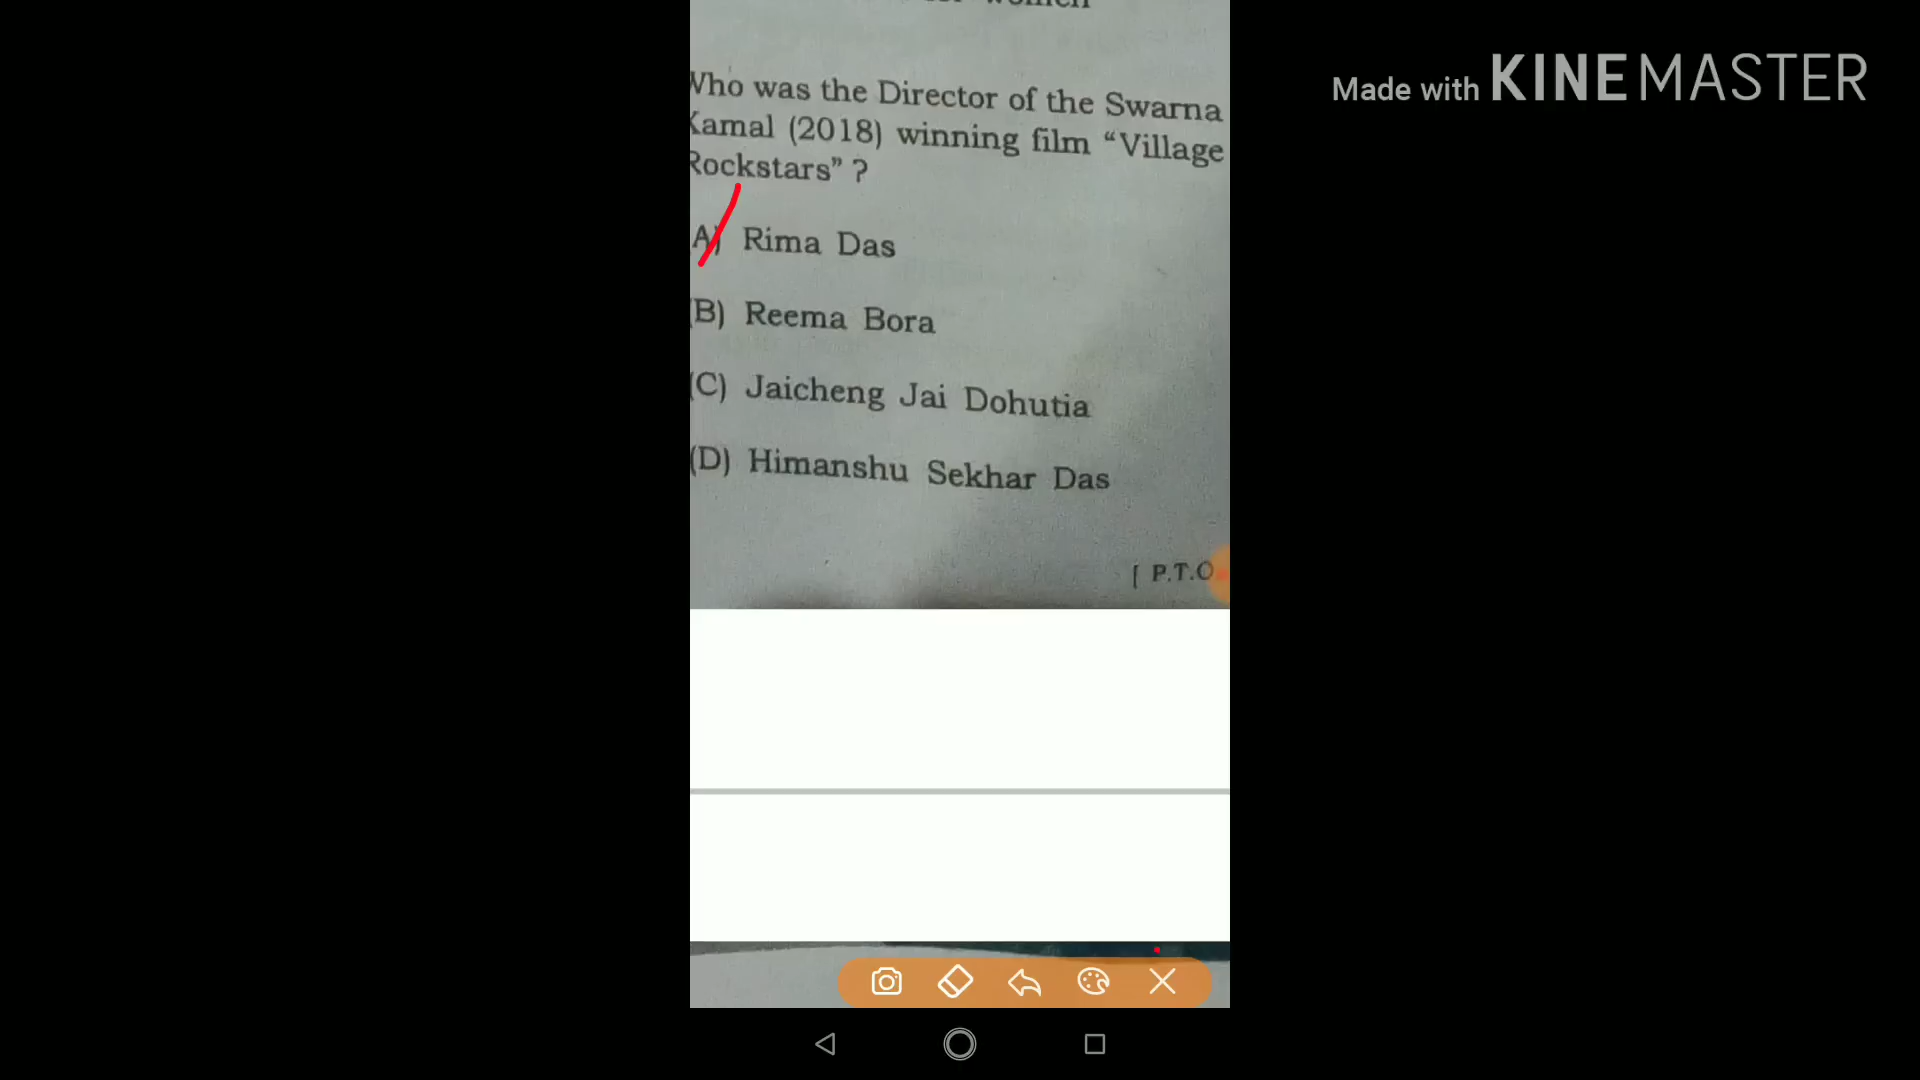 Made with KINEMASTER
women
Who was the Director of the Swarna
Kamal (2018) winning film “Village
Rockstars” ?
A) Rima Das
(B) Reema Bora
(C) Jaicheng Jai Dohutia
(D) Himanshu Sekhar Das
[ P.T.O